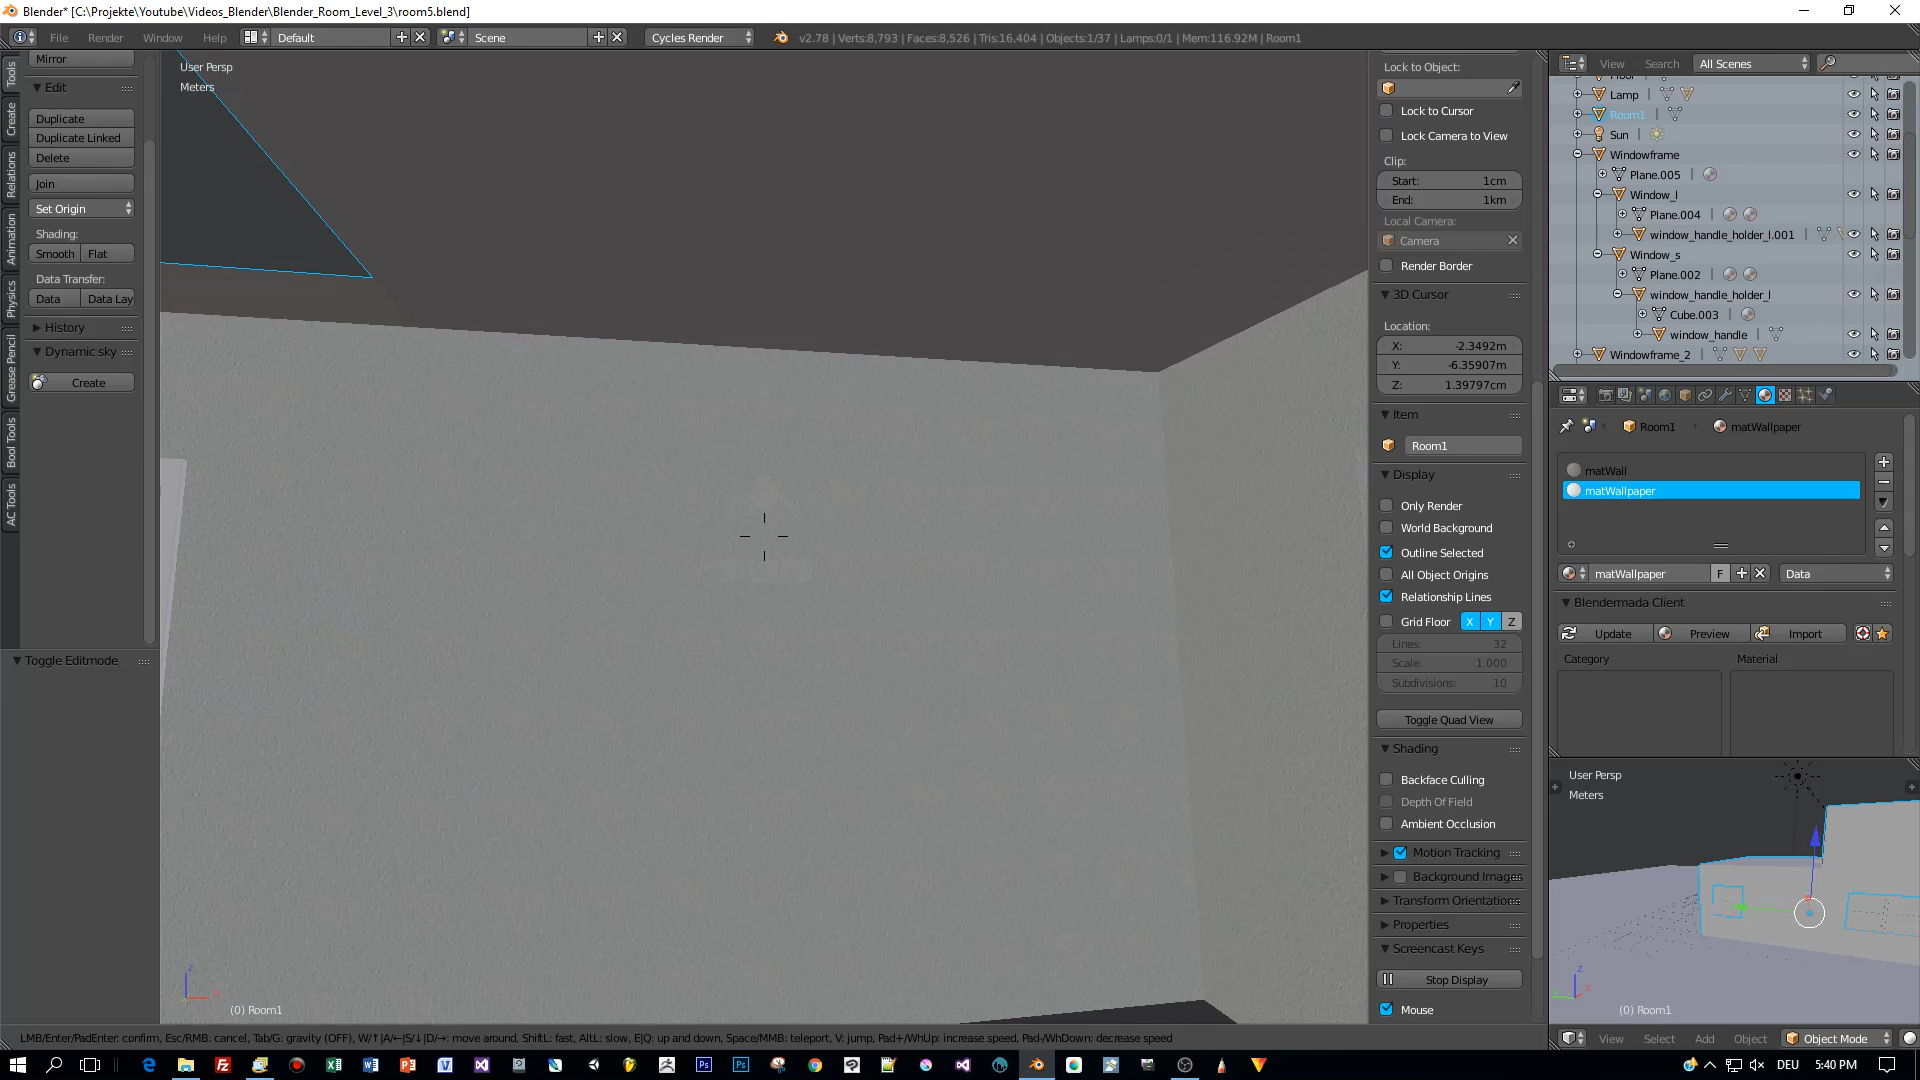 Blender* [C:\Projekte\Youtube\Videos_Blender\Blender_Room_Level_3\room5.blend]
File Render Window Help Default Scene Cycles Render v2.78 | Verts:8,793 | Faces:8,526 | Tris:16,404 | Objects:1/37 | Lamps:0/1 | Mem:116.92M | Room1
Tools
Create
Relations
Animation
Physics
Grease Pencil
Bool Tools
AC Tools
Mirror
Edit
Duplicate
Duplicate Linked
Delete
Join
Set Origin
Shading:
Smooth Flat
Data Transfer:
Data Data Lay
History
Dynamic sky
Create
Toggle Editmode
User Persp
Meters
(0) Room1
Lock to Object:
Lock to Cursor
Lock Camera to View
Clip:
Start: 1cm
End: 1km
Local Camera:
Camera
Render Border
3D Cursor
Location:
X: -2.3492m
Y: -6.35907m
Z: 1.39797cm
Item
Room1
Display
Only Render
World Background
Outline Selected
All Object Origins
Relationship Lines
Grid Floor X Y Z
Lines: 32
Scale: 1.000
Subdivisions: 10
Toggle Quad View
Shading
Backface Culling
Depth Of Field
Ambient Occlusion
Motion Tracking
Background Images
Transform Orientations
Properties
Screencast Keys
Stop Display
Mouse
View Search All Scenes
Lamp
Room1
Sun
Windowframe
Plane.005
Window_l
Plane.004
window_handle_holder_l.001
Window_s
Plane.002
window_handle_holder_l
Cube.003
window_handle
Windowframe_2
Room1 matWallpaper
matWall
matWallpaper
matWallpaper F Data
Blendermada Client
Update Preview Import
Category Material
User Persp
Meters
(0) Room1
View Select Add Object Object Mode
LMB/Enter/PadEnter: confirm, Esc/RMB: cancel, Tab/G: gravity (OFF), W/↑|A/←|S/↓|D/→: move around, ShiftL: fast, AltL: slow, E|Q: up and down, Space/MMB: teleport, V: jump, Pad+/WhUp: increase speed, Pad-/WhDown: decrease speed
DEU 5:40 PM